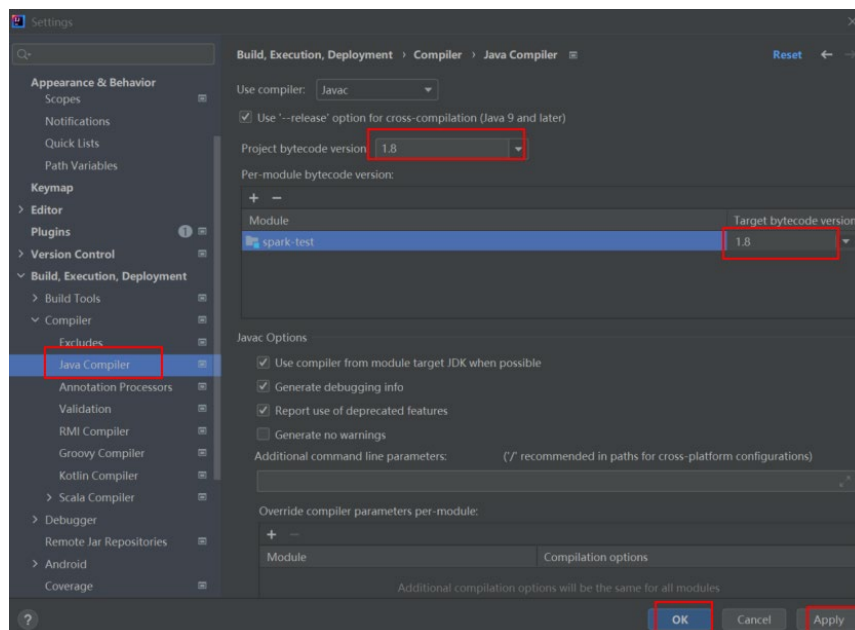 Settings
Appearance & Behavior
Scopes
Notifications
Quick Lists
Path Variables
Keymap
Editor
Plugins 1
Version Control
Build, Execution, Deployment
Build Tools
Compiler
Excludes
Java Compiler
Annotation Processors
Validation
RMI Compiler
Groovy Compiler
Kotlin Compiler
Scala Compiler
Debugger
Remote Jar Repositories
Android
Coverage
?
Build, Execution, Deployment › Compiler › Java Compiler
Reset
Use compiler: Javac
Use '--release' option for cross-compilation (Java 9 and later)
Project bytecode version 1.8
Per-module bytecode version:
+ −
Module Target bytecode version
spark-test 1.8
Javac Options
Use compiler from module target JDK when possible
Generate debugging info
Report use of deprecated features
Generate no warnings
Additional command line parameters: ('/' recommended in paths for cross-platform configurations)
Override compiler parameters per-module:
+ −
Module Compilation options
Additional compilation options will be the same for all modules
OK Cancel Apply